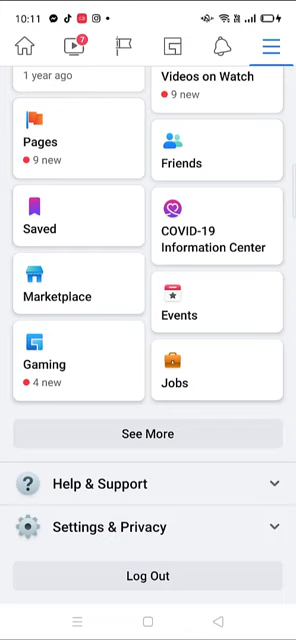 10:11
7
1 year ago
Videos on Watch
9 new
Pages
9 new
Friends
Saved
COVID-19
Information Center
Marketplace
Events
Gaming
4 new
Jobs
See More
Help & Support
Settings & Privacy
Log Out